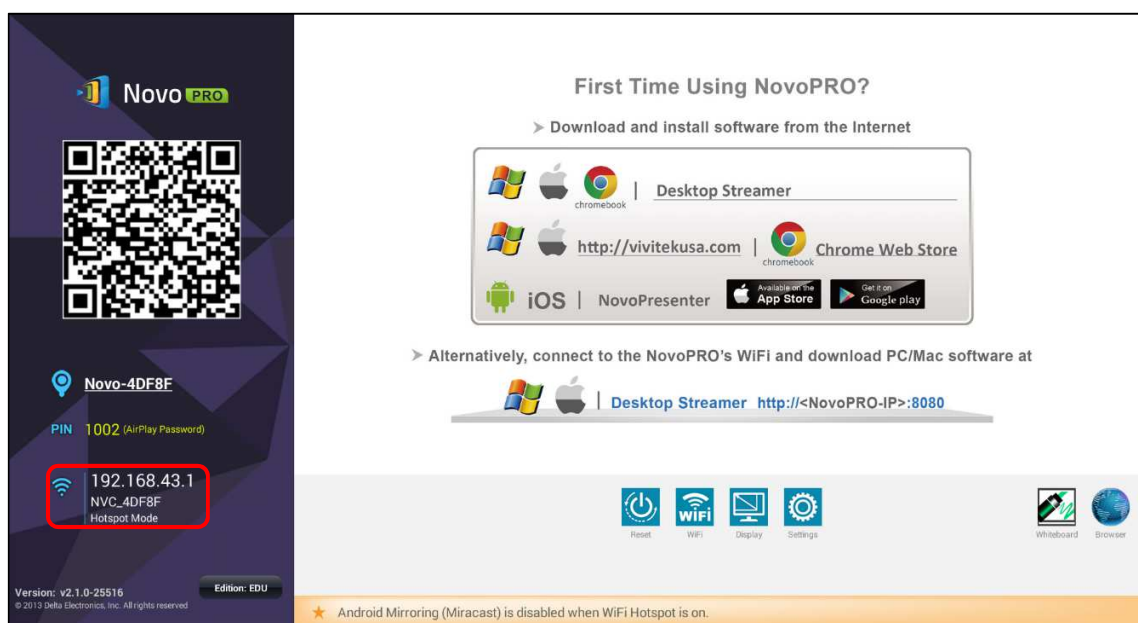 Novo PRO
Novo-4DF8F
PIN 1002 (AirPlay Password)
192.168.43.1
NVC_4DF8F
Hotspot Mode
Version: v2.1.0-25516
Edition: EDU
© 2013 Delta Electronics, Inc. All rights reserved
First Time Using NovoPRO?
➢ Download and install software from the Internet
chromebook | Desktop Streamer
http://vivitekusa.com | chromebook Chrome Web Store
iOS | NovoPresenter Available on the App Store Get it on Google play
➢ Alternatively, connect to the NovoPRO's WiFi and download PC/Mac software at
| Desktop Streamer http://<NovoPRO-IP>:8080
WiFi
Reset WiFi Display Settings Whiteboard Browser
★ Android Mirroring (Miracast) is disabled when WiFi Hotspot is on.